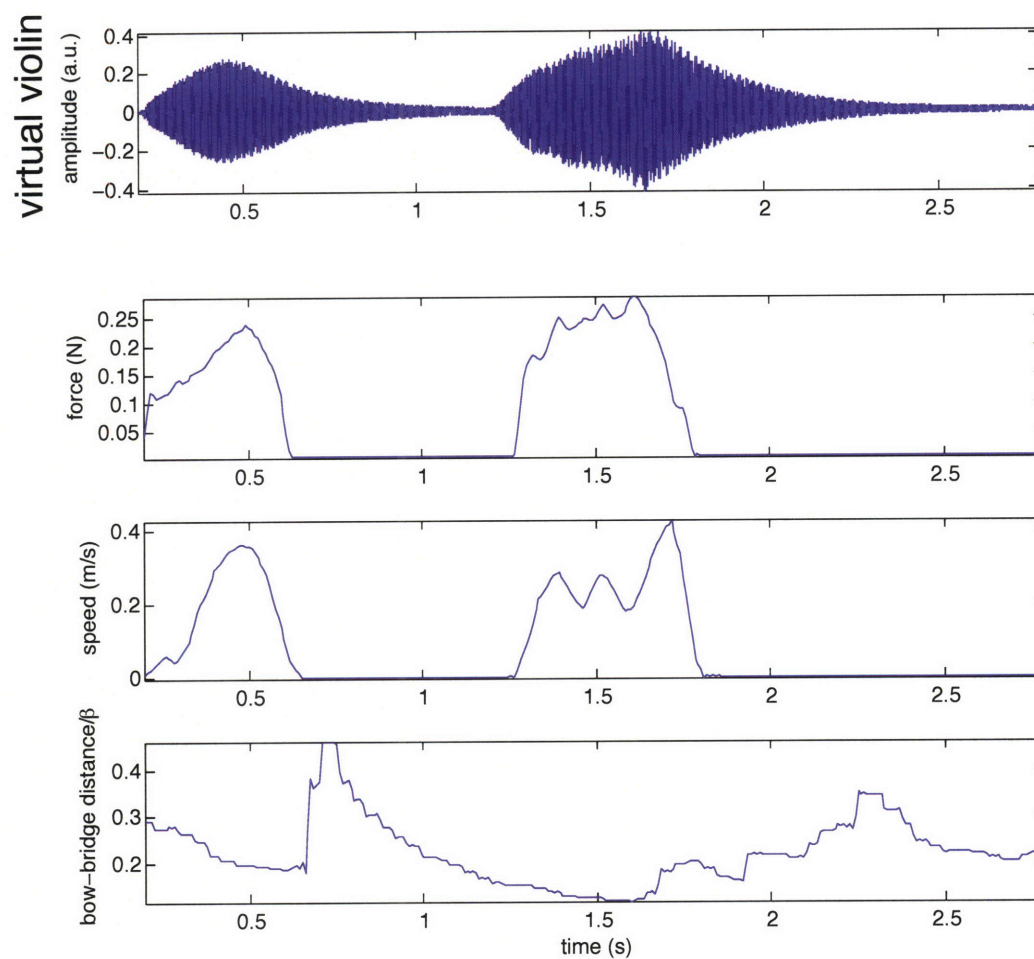 virtual violin
amplitude (a.u.)
0.4
0.2
0
−0.2
−0.4
0.5 1 1.5 2 2.5
force (N)
0.25
0.2
0.15
0.1
0.05
0.5 1 1.5 2 2.5
speed (m/s)
0.4
0.2
0
0.5 1 1.5 2 2.5
bow−bridge distance/β
0.4
0.3
0.2
0.5 1 1.5 2 2.5
time (s)